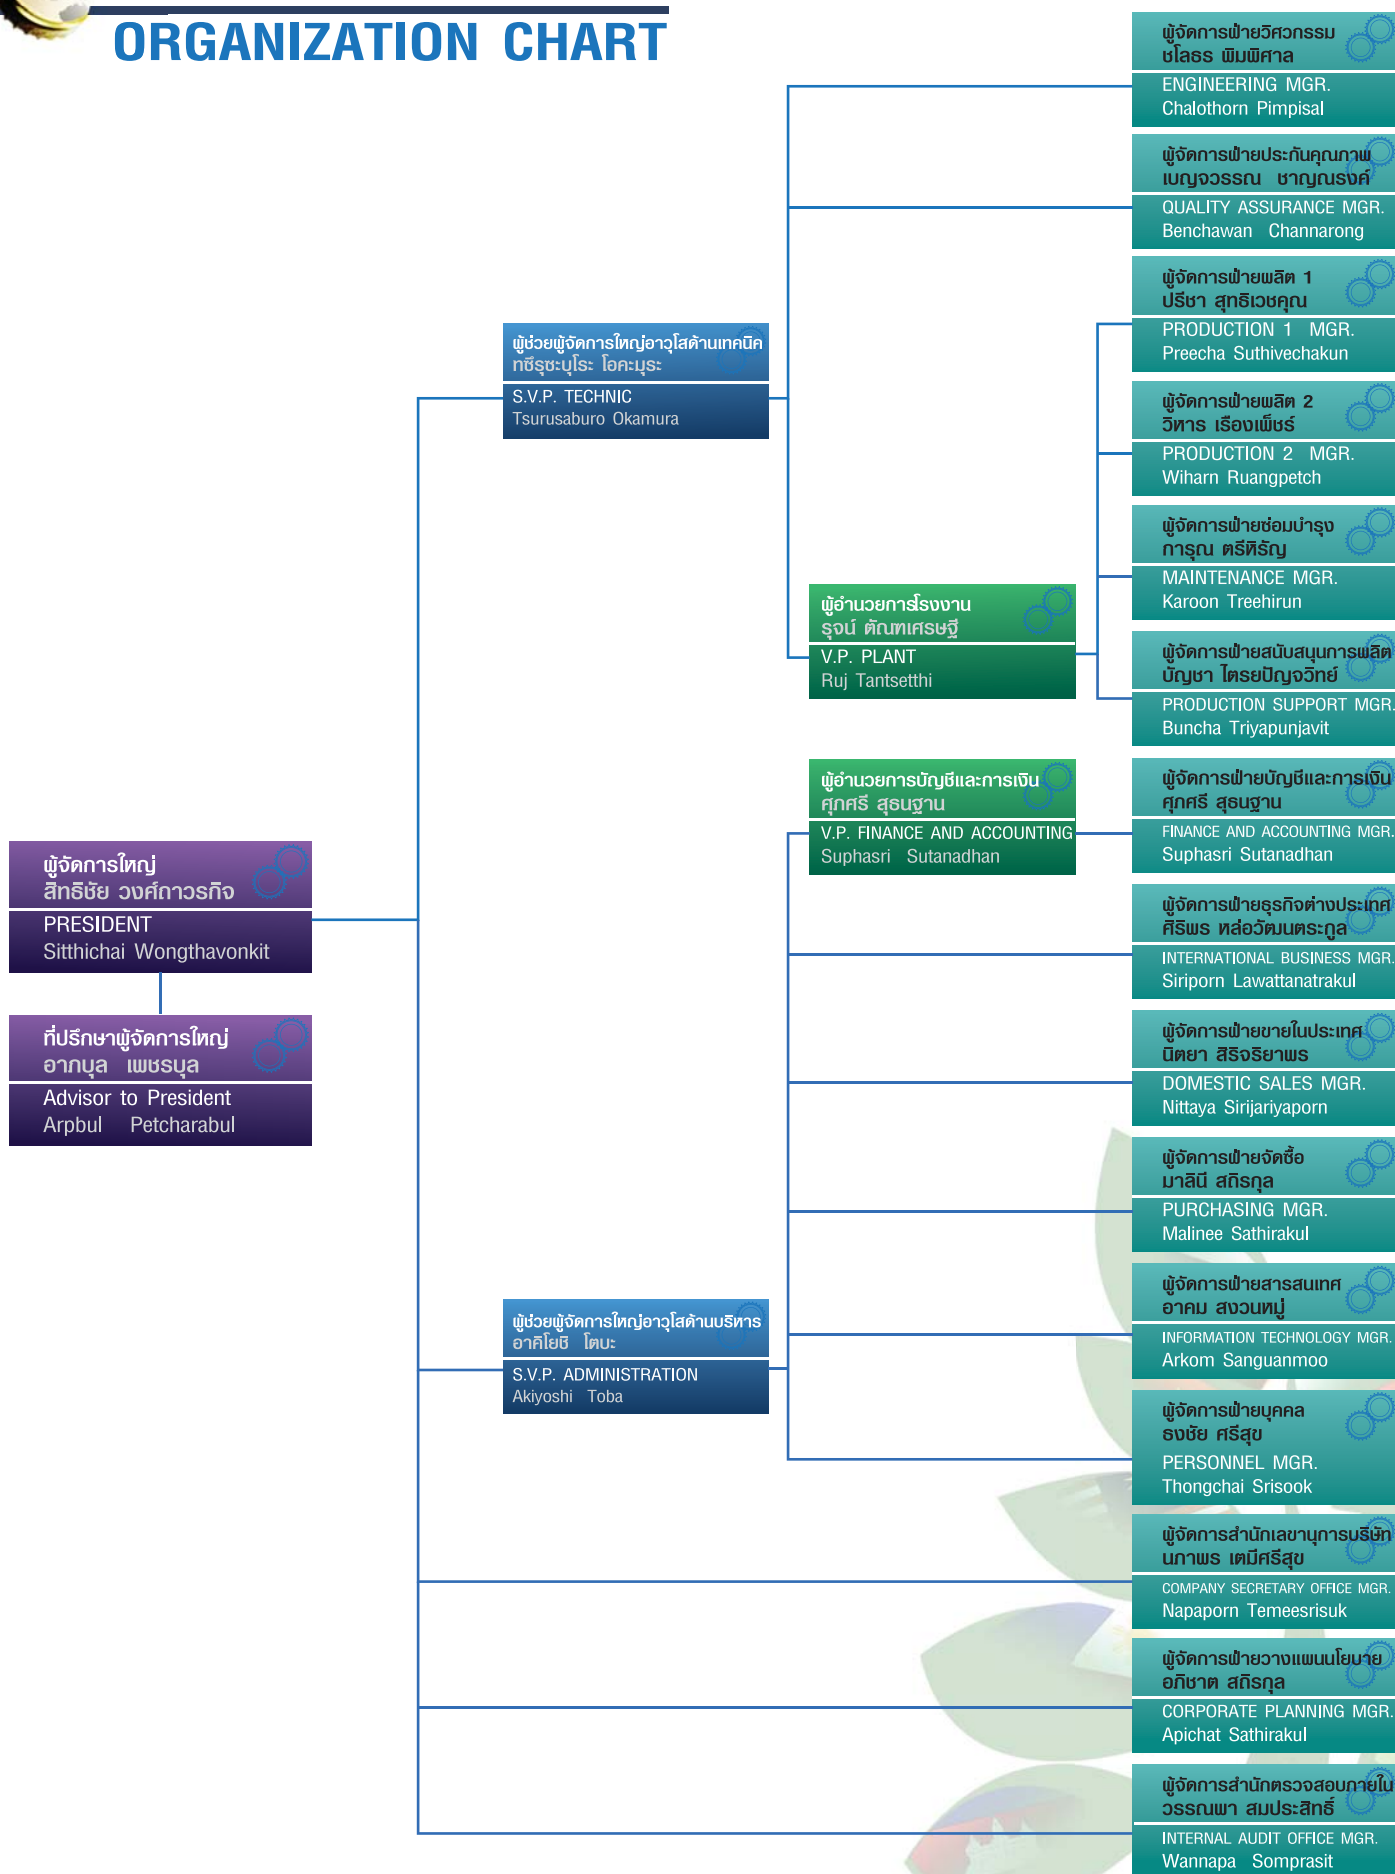 ORGANIZATION CHART
ผู้จัดการฝ่ายวิศวกรรม
ชโลธร พิมพิศาล
ENGINEERING MGR.
Chalothorn Pimpisal
ผู้จัดการฝ่ายประกันคุณภาพ
เบญจวรรณ ชาญณรงค์
QUALITY ASSURANCE MGR.
Benchawan Channarong
ผู้จัดการฝ่ายผลิต 1
ปรีชา สุทธิเวชคุณ
PRODUCTION 1 MGR.
Preecha Suthivechakun
ผู้ช่วยผู้จัดการใหญ่อาวุโสด้านเทคนิค
ทซึรุซะบุโระ โอคะมุระ
S.V.P. TECHNIC
Tsurusaburo Okamura
ผู้จัดการฝ่ายผลิต 2
วิหาร เรืองเพ็ชร์
PRODUCTION 2 MGR.
Wiharn Ruangpetch
ผู้จัดการฝ่ายซ่อมบำรุง
การุณ ตรีหิรัญ
MAINTENANCE MGR.
Karoon Treehirun
ผู้อำนวยการโรงงาน
รุจน์ ตัณฑเศรษฐี
V.P. PLANT
Ruj Tantsetthi
ผู้จัดการฝ่ายสนับสนุนการผลิต
บัญชา ไตรยปัญจวิทย์
PRODUCTION SUPPORT MGR.
Buncha Triyapunjavit
ผู้อำนวยการบัญชีและการเงิน
ศุภศรี สุธนฐาน
V.P. FINANCE AND ACCOUNTING
Suphasri Sutanadhan
ผู้จัดการฝ่ายบัญชีและการเงิน
ศุภศรี สุธนฐาน
FINANCE AND ACCOUNTING MGR.
Suphasri Sutanadhan
ผู้จัดการใหญ่
สิทธิชัย วงศ์ถาวรกิจ
PRESIDENT
Sitthichai Wongthavonkit
ผู้จัดการฝ่ายธุรกิจต่างประเทศ
ศิริพร หล่อวัฒนตระกูล
INTERNATIONAL BUSINESS MGR.
Siriporn Lawattanatrakul
ที่ปรึกษาผู้จัดการใหญ่
อาภบุล เพชรบุล
Advisor to President
Arpbul Petcharabul
ผู้จัดการฝ่ายขายในประเทศ
นิตยา สิริจริยาพร
DOMESTIC SALES MGR.
Nittaya Sirijariyaporn
ผู้จัดการฝ่ายจัดซื้อ
มาลินี สถิรกุล
PURCHASING MGR.
Malinee Sathirakul
ผู้จัดการฝ่ายสารสนเทศ
อาคม สงวนหมู่
INFORMATION TECHNOLOGY MGR.
Arkom Sanguanmoo
ผู้ช่วยผู้จัดการใหญ่อาวุโสด้านบริหาร
อาคิโยชิ โตบะ
S.V.P. ADMINISTRATION
Akiyoshi Toba
ผู้จัดการฝ่ายบุคคล
ธงชัย ศรีสุข
PERSONNEL MGR.
Thongchai Srisook
ผู้จัดการสำนักเลขานุการบริษัท
นภาพร เตมีศรีสุข
COMPANY SECRETARY OFFICE MGR.
Napaporn Temeesrisuk
ผู้จัดการฝ่ายวางแผนนโยบาย
อภิชาต สถิรกุล
CORPORATE PLANNING MGR.
Apichat Sathirakul
ผู้จัดการสำนักตรวจสอบภายใน
วรรณพา สมประสิทธิ์
INTERNAL AUDIT OFFICE MGR.
Wannapa Somprasit